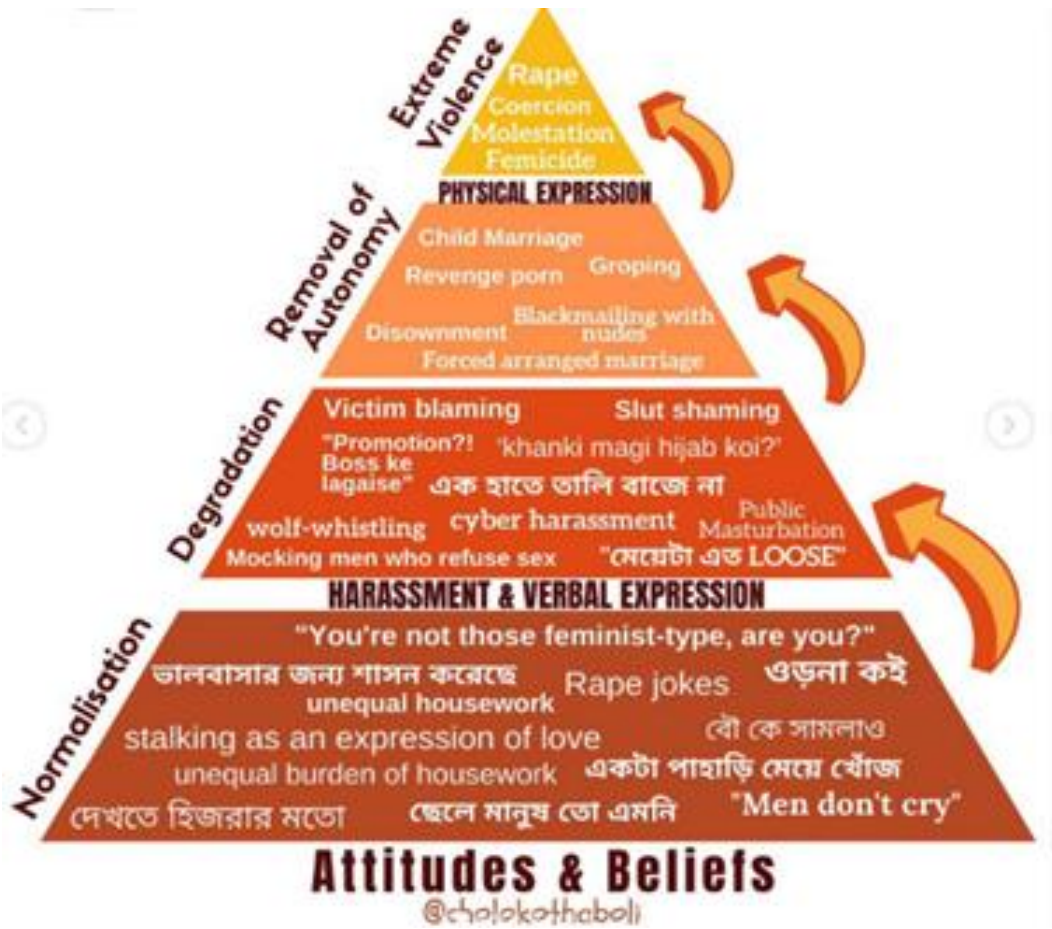 Extreme Violence
Rape
Coercion
Molestation
Femicide
PHYSICAL EXPRESSION
Removal of Autonomy
Child Marriage
Revenge porn
Groping
Disownment
Blackmailing with
nudes
Forced arranged marriage
Degradation
Victim blaming
Slut shaming
"Promotion?!
Boss ke
lagaise"
'khanki magi hijab koi?'
এক হাতে তালি বাজে না
wolf-whistling
cyber harassment
Public
Masturbation
Mocking men who refuse sex
"মেয়েটা এত LOOSE"
HARASSMENT & VERBAL EXPRESSION
Normalisation
"You're not those feminist-type, are you?"
ভালবাসার জন্য শাসন করেছে
Rape jokes
ওড়না কই
unequal housework
stalking as an expression of love
বৌ কে সামলাও
unequal burden of housework
একটা পাহাড়ি মেয়ে খোঁজ
দেখতে হিজরার মতো
ছেলে মানুষ তো এমনি
"Men don't cry"
Attitudes & Beliefs
@cholokothaboli